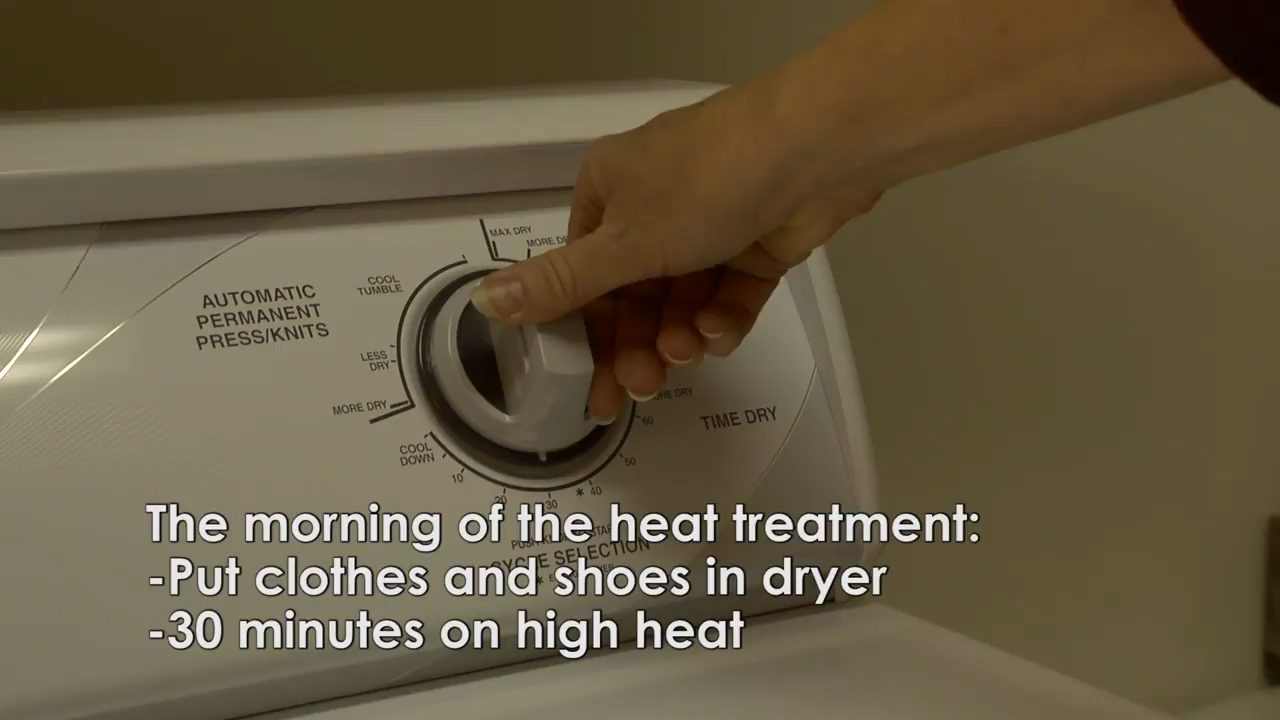 MAX DRY
MORE
COOL
TUMBLE
AUTOMATIC
PERMANENT
PRESS/KNITS
LESS
DRY
MORE DRY
DRY
TIME DRY
60
COOL
DOWN
50
10
20
30
* 40
CYCLE SELECTION
The morning of the heat treatment:
-Put clothes and shoes in dryer
-30 minutes on high heat